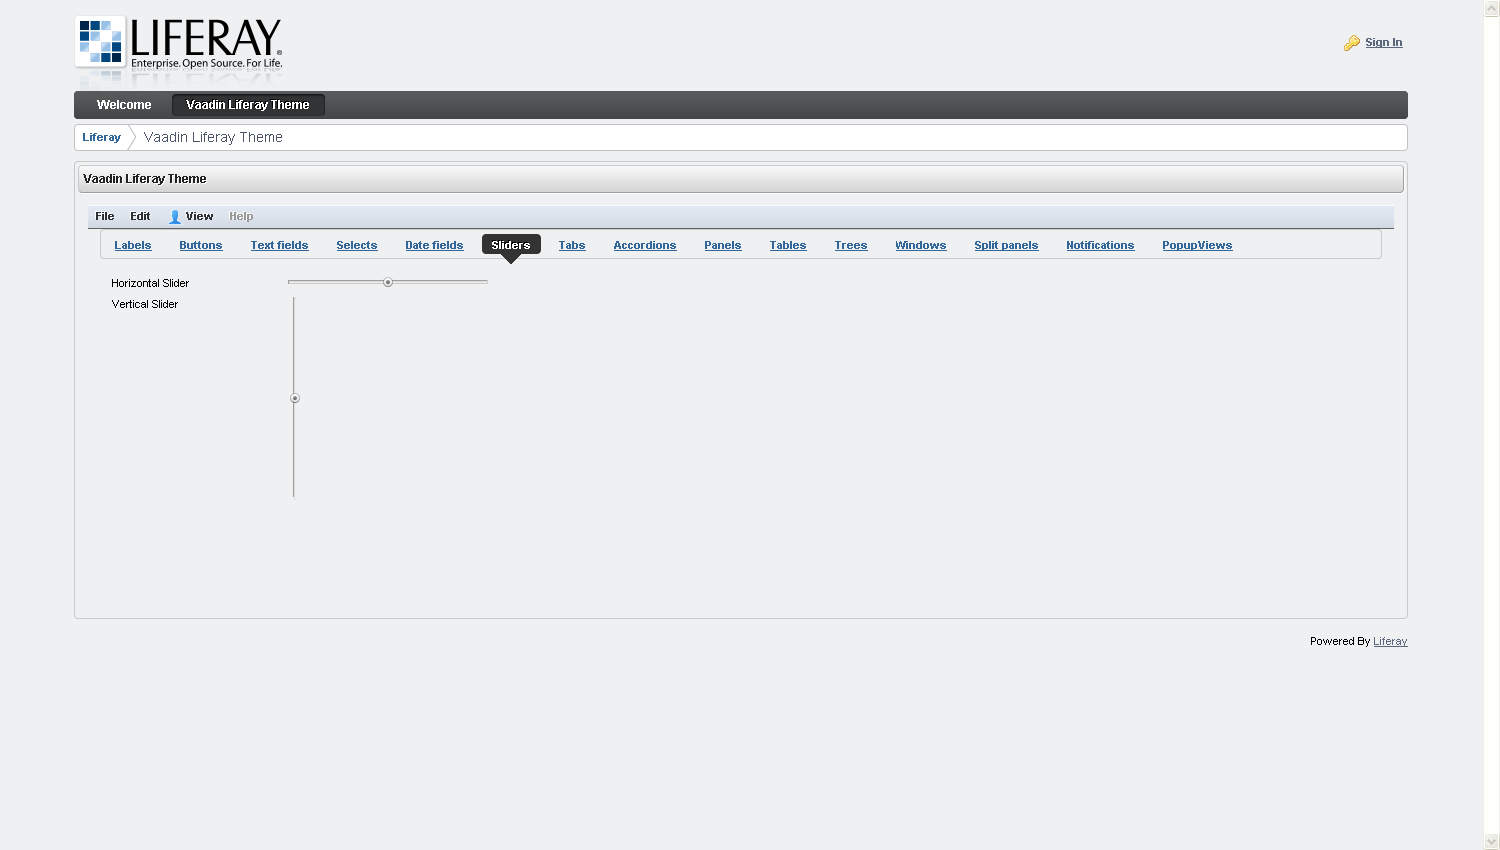 LIFERAY
Enterprise. Open Source. For Life.
Sign In
Welcome Vaadin Liferay Theme
Liferay Vaadin Liferay Theme
Vaadin Liferay Theme
File Edit View Help
Labels Buttons Text fields Selects Date fields Sliders Tabs Accordions Panels Tables Trees Windows Split panels Notifications PopupViews
Horizontal Slider
Vertical Slider
Powered By Liferay